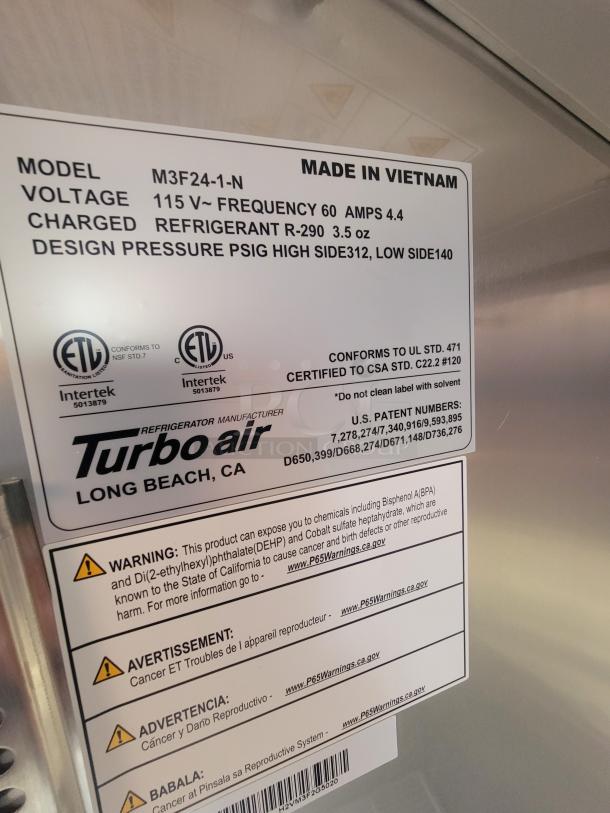 MODEL M3F24-1-N MADE IN VIETNAM
VOLTAGE 115 V~ FREQUENCY 60 AMPS 4.4
CHARGED REFRIGERANT R-290 3.5 oz
DESIGN PRESSURE PSIG HIGH SIDE312, LOW SIDE140
ETL
SANITATION LISTED
CONFORMS TO
NSF STD.7
Intertek
5013879
C ETL US
LISTED
Intertek
5013879
CONFORMS TO UL STD. 471
CERTIFIED TO CSA STD. C22.2 #120
*Do not clean label with solvent
REFRIGERATOR MANUFACTURER
Turbo air
LONG BEACH, CA
U.S. PATENT NUMBERS:
7,278,274/7,340,916/9,593,895
D650,399/D668,274/D671,148/D736,276
WARNING: This product can expose you to chemicals including Bisphenol A(BPA)
and Di(2-ethylhexyl)phthalate(DEHP) and Cobalt sulfate heptahydrate, which are
known to the State of California to cause cancer and birth defects or other reproductive
harm. For more information go to - www.P65Warnings.ca.gov
AVERTISSEMENT:
Cancer ET Troubles de l appareil reproducteur - www.P65Warnings.ca.gov
ADVERTENCIA:
Cáncer y Daño Reproductivo - www.P65Warnings.ca.gov
BABALA:
Cancer at Pinsala sa Reproductive System - www.P65Warnings.ca.gov
H2VM3F2G5020